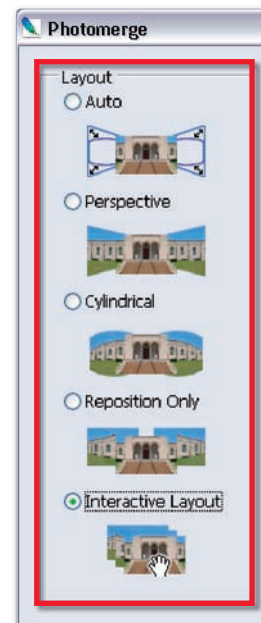 Photomerge
Layout
Auto
Perspective
Cylindrical
Reposition Only
Interactive Layout